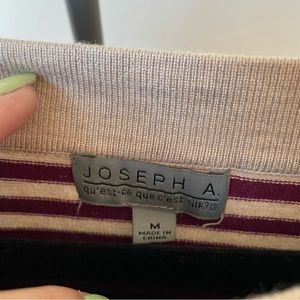 JOSEPH A.
qu'est-ce que c'est silk?®
M
MADE IN
CHINA